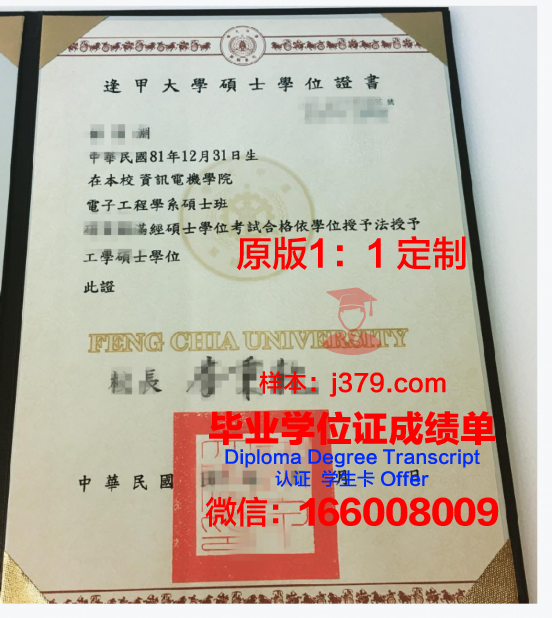 逢甲大學碩士學位證書
號
中華民國81年12月31日生
在本校 資訊電機學院
電子工程學系碩士班
滿經碩士學位考試合格依學位授予法授予
工學碩士學位
原版1：1 定制
此證
FENG CHIA UNIVERSITY
校長
样本：j379.com
毕业学位证成绩单
Diploma Degree Transcript
中華民國 月 日
认证 学生卡 Offer
微信：166008009